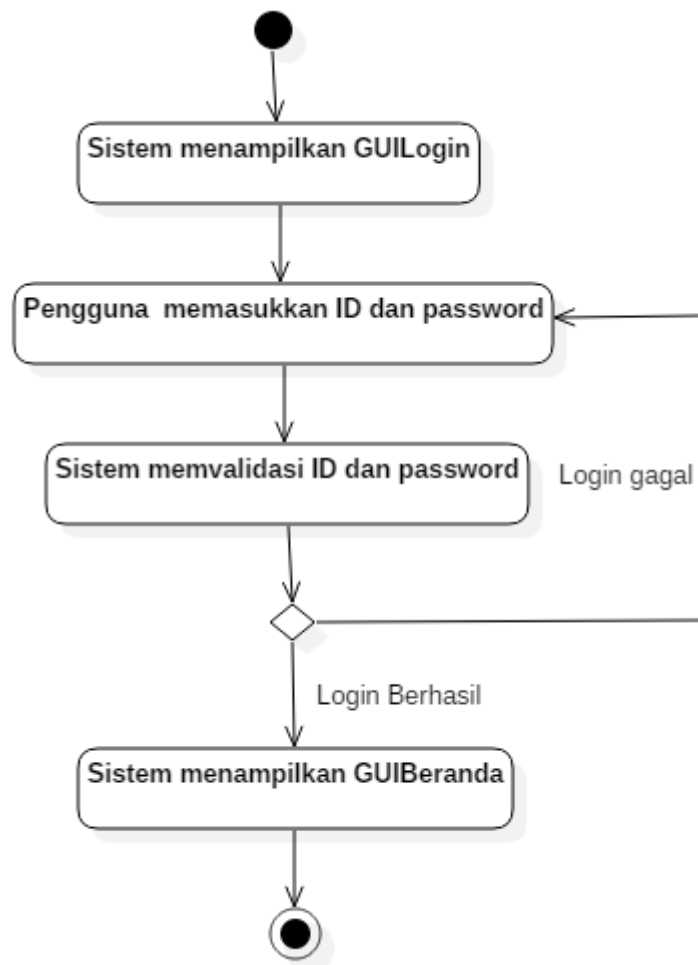 Sistem menampilkan GUILogin
Pengguna  memasukkan ID dan password
Sistem memvalidasi ID dan password
Login gagal
Login Berhasil
Sistem menampilkan GUIBeranda